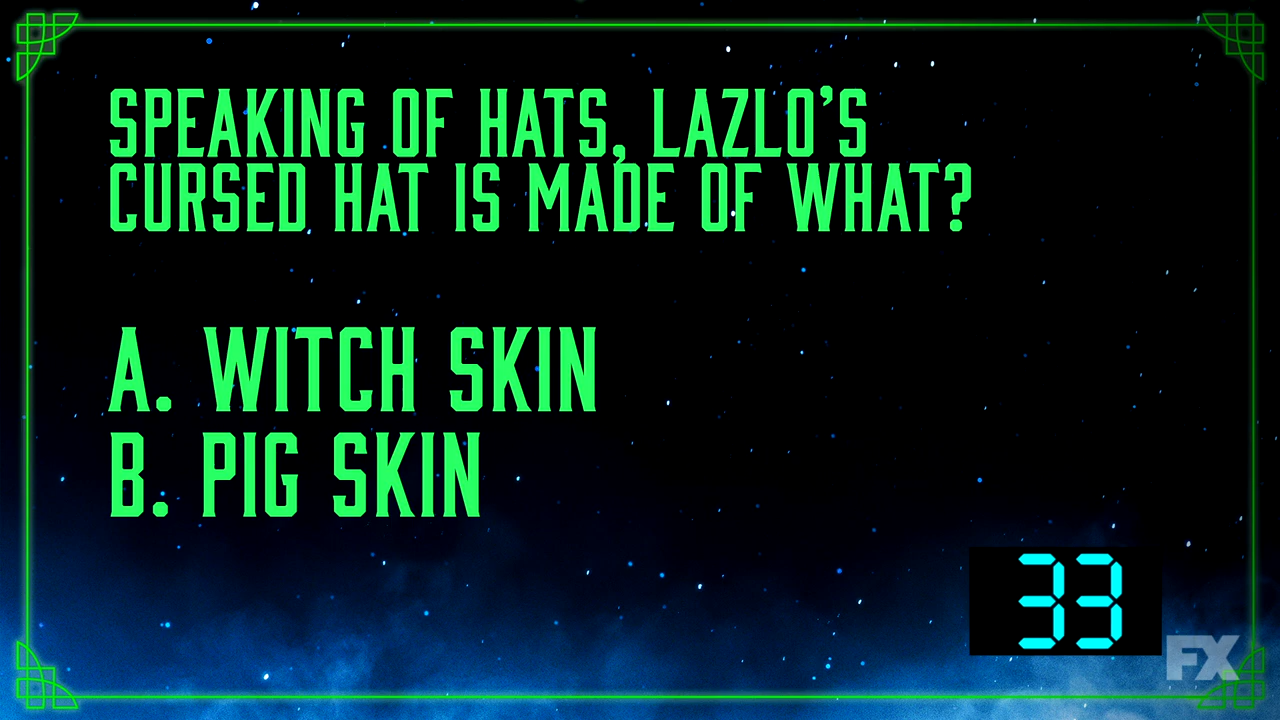 SPEAKING OF HATS, LAZLO'S
CURSED HAT IS MADE OF WHAT?
A. WITCH SKIN
B. PIG SKIN
33
FX